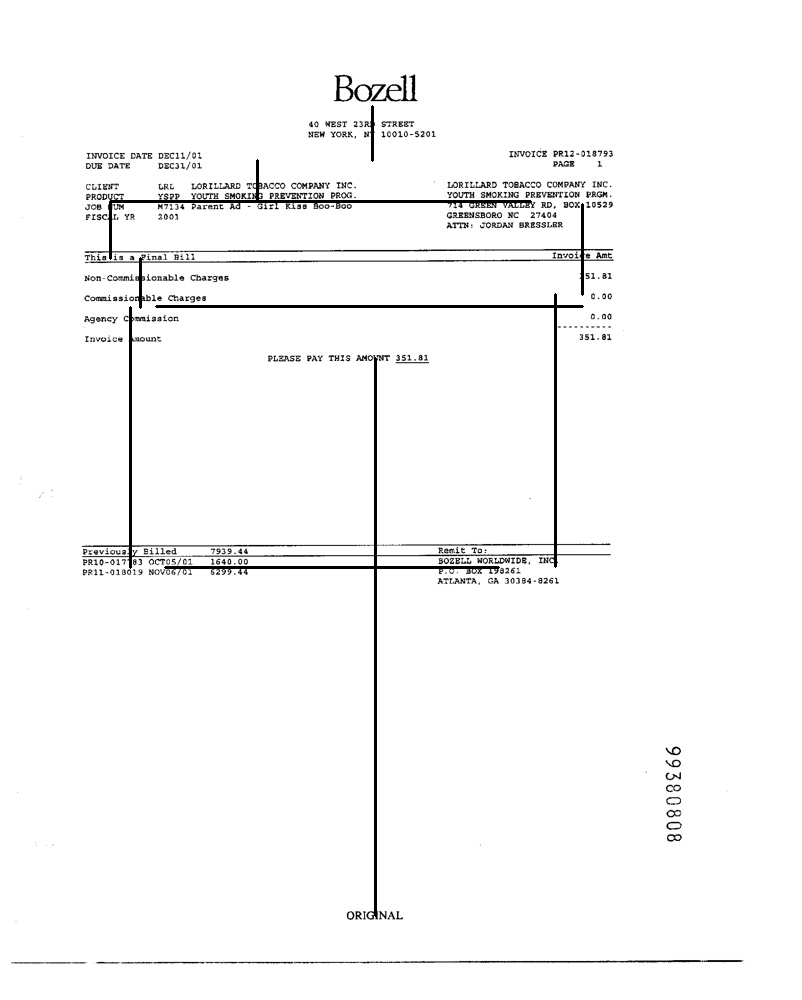 Bozell
40 WEST 23RD STREET
NEW YORK, NY 10010-5201
INVOICE DATE DEC11/01 INVOICE PR12-018793
DUE DATE DEC31/01 PAGE 1
CLIENT LRL LORILLARD TOBACCO COMPANY INC. LORILLARD TOBACCO COMPANY INC.
PRODUCT YSPP YOUTH SMOKING PREVENTION PROG. YOUTH SMOKING PREVENTION PRGM.
JOB NUM M7134 Parent Ad - Girl Kiss Boo-Boo 714 GREEN VALLEY RD, BOX 10529
FISCAL YR 2001 GREENSBORO NC 27404
ATTN: JORDAN BRESSLER
This is a Final Bill Invoice Amt
Non-Commissionable Charges 351.81
Commissionable Charges 0.00
Agency Commission 0.00
Invoice Amount 351.81
PLEASE PAY THIS AMOUNT 351.81
Previously Billed 7939.44 Remit To:
PR10-017783 OCT05/01 1640.00 BOZELL WORLDWIDE, INC.
PR11-018019 NOV06/01 6299.44 P.O. BOX 198261
ATLANTA, GA 30384-8261
99380808
ORIGINAL